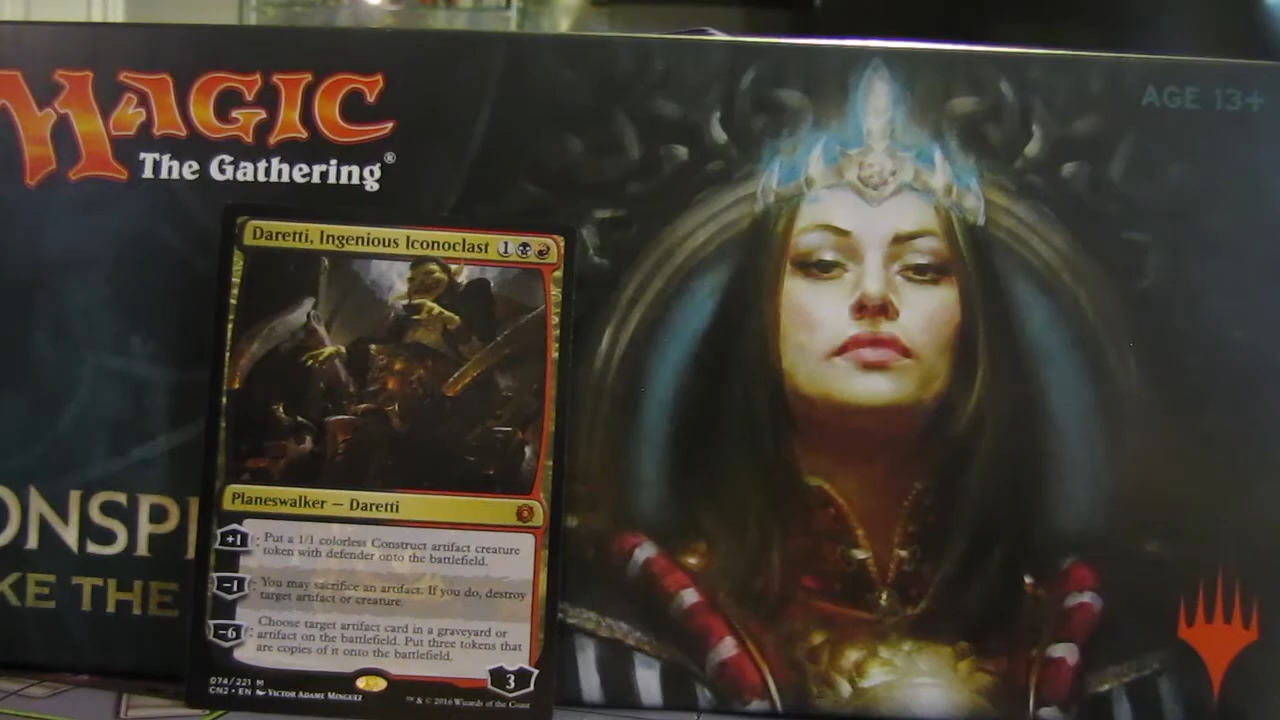 MAGIC
The Gathering®
AGE 13+
Daretti, Ingenious Iconoclast 1
ONSPI
KE THE
Planeswalker — Daretti
+1: Put a 1/1 colorless Construct artifact creature
token with defender onto the battlefield.
−1: You may sacrifice an artifact. If you do, destroy
target artifact or creature.
−6: Choose target artifact card in a graveyard or
artifact on the battlefield. Put three tokens that
are copies of it onto the battlefield.
3
074/221 M
CN2 • EN Victor Adame Minguez
™ & © 2016 Wizards of the Coast